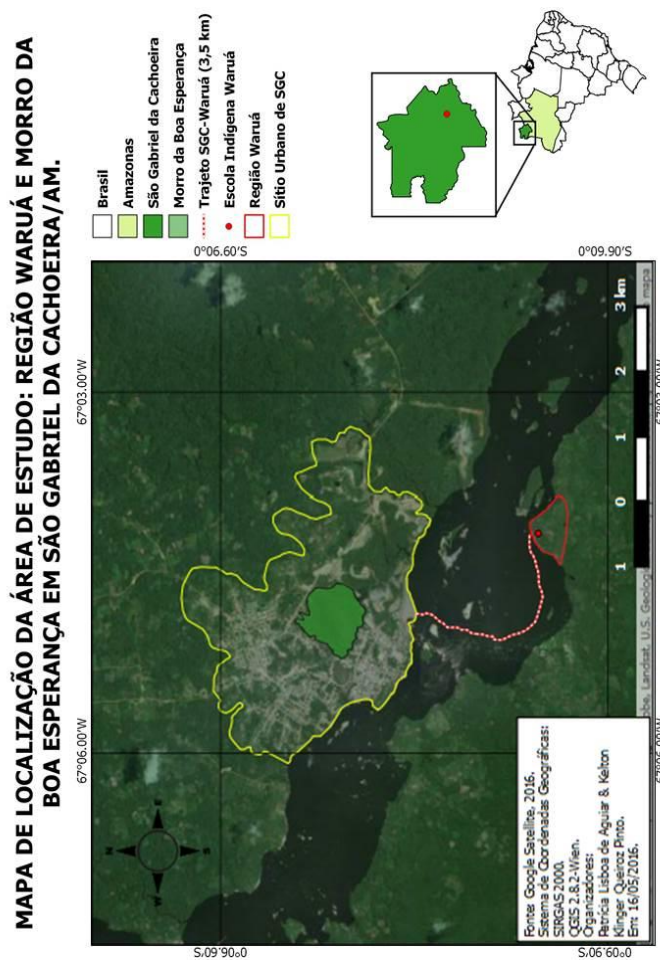 MAPA DE LOCALIZAÇÃO DA ÁREA DE ESTUDO: REGIÃO WARUÁ E MORRO DA
BOA ESPERANÇA EM SÃO GABRIEL DA CACHOEIRA/AM.
67°06.00'W
67°03.00'W
N
W
E
S
0°06.60'S
0°06.60'S
0°09.90'S
0°09.90'S
Brasil
Amazonas
São Gabriel da Cachoeira
Morro da Boa Esperança
Trajeto SGC-Waruá (3,5 km)
Escola Indígena Waruá
Região Waruá
Sítio Urbano de SGC
Fonte: Google Satellite, 2016.
Sistema de Coordenadas Geográficas:
SIRGAS 2000.
QGIS 2.8.2-Wien.
Organizadores:
Patrícia Lisboa de Aguiar & Kelton
Klinger Queiroz Pinto.
Em: 16/05/2016.
1 0 1 2 3 km
Landsat, U.S. mapa
67°03.00'W